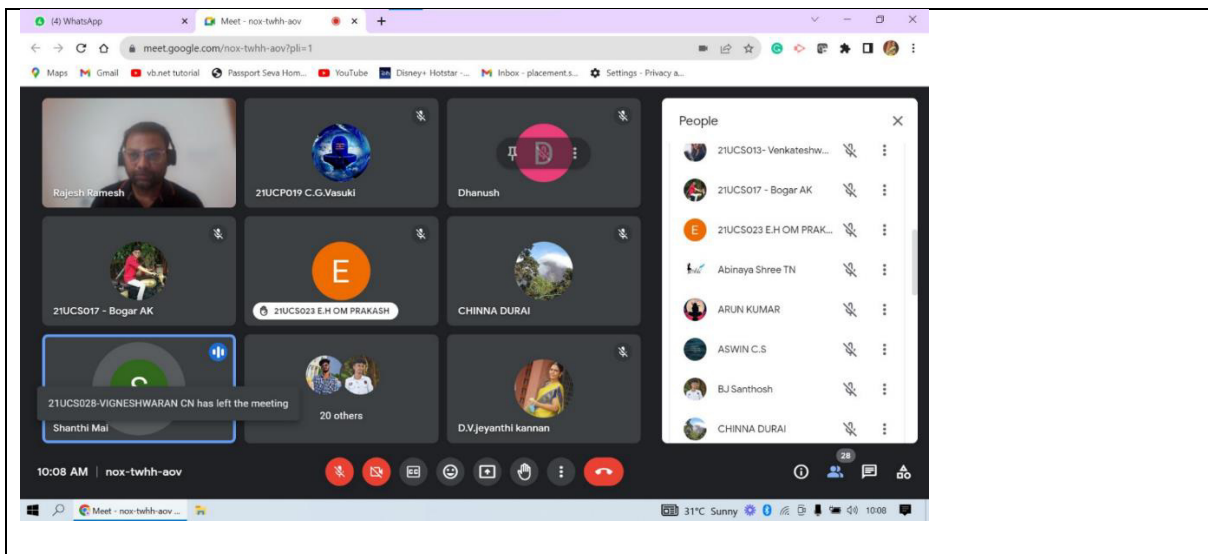 (4) WhatsApp
Meet - nox-twhh-aov
meet.google.com/nox-twhh-aov?pli=1
Maps
Gmail
vb.net tutorial
Passport Seva Hom...
YouTube
Disney+ Hotstar -...
Inbox - placement.s...
Settings - Privacy a...
Rajesh Ramesh
21UCP019 C.G.Vasuki
D
Dhanush
21UCS017 - Bogar AK
E
21UCS023 E.H OM PRAKASH
CHINNA DURAI
21UCS028-VIGNESHWARAN CN has left the meeting
Shanthi Mai
20 others
D.V.jeyanthi kannan
People
21UCS013- Venkateshw...
21UCS017 - Bogar AK
E
21UCS023 E.H OM PRAK...
Abinaya Shree TN
ARUN KUMAR
ASWIN C.S
BJ Santhosh
CHINNA DURAI
10:08 AM | nox-twhh-aov
28
Meet - nox-twhh-aov ...
31°C Sunny
10:08